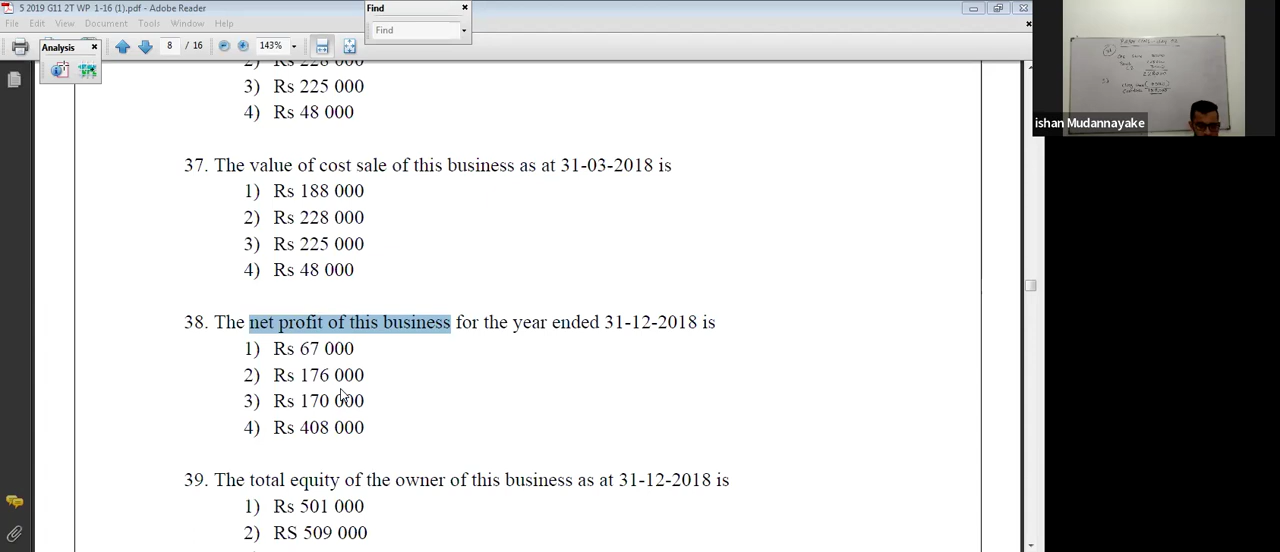 5 2019 G11 2T WP 1-16 (1).pdf - Adobe Reader
File Edit View Document Tools Window Help
Find
Find
8 / 16 143%
Analysis
3) Rs 225 000
4) Rs 48 000
37. The value of cost sale of this business as at 31-03-2018 is
1) Rs 188 000
2) Rs 228 000
3) Rs 225 000
4) Rs 48 000
38. The net profit of this business for the year ended 31-12-2018 is
1) Rs 67 000
2) Rs 176 000
3) Rs 170 000
4) Rs 408 000
39. The total equity of the owner of this business as at 31-12-2018 is
1) Rs 501 000
2) RS 509 000
ishan Mudannayake